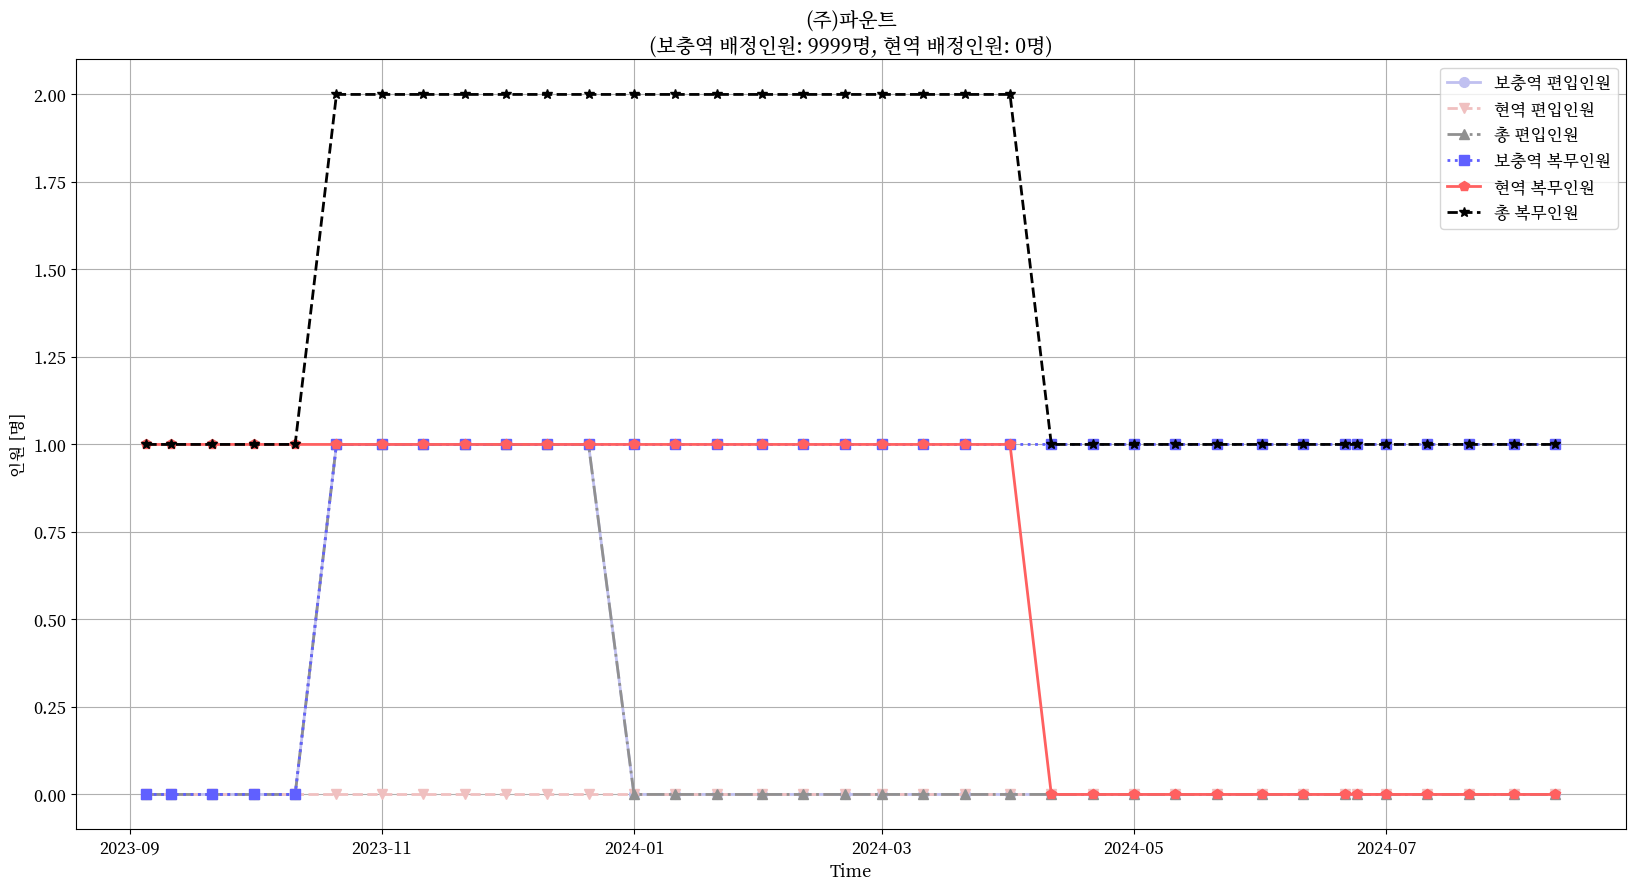 (주)파운트
(보충역 배정인원: 9999명, 현역 배정인원: 0명)
보충역 편입인원
현역 편입인원
총 편입인원
보충역 복무인원
현역 복무인원
총 복무인원
인원 [명]
2.00
1.75
1.50
1.25
1.00
0.75
0.50
0.25
0.00
2023-09 2023-11 2024-01 2024-03 2024-05 2024-07
Time